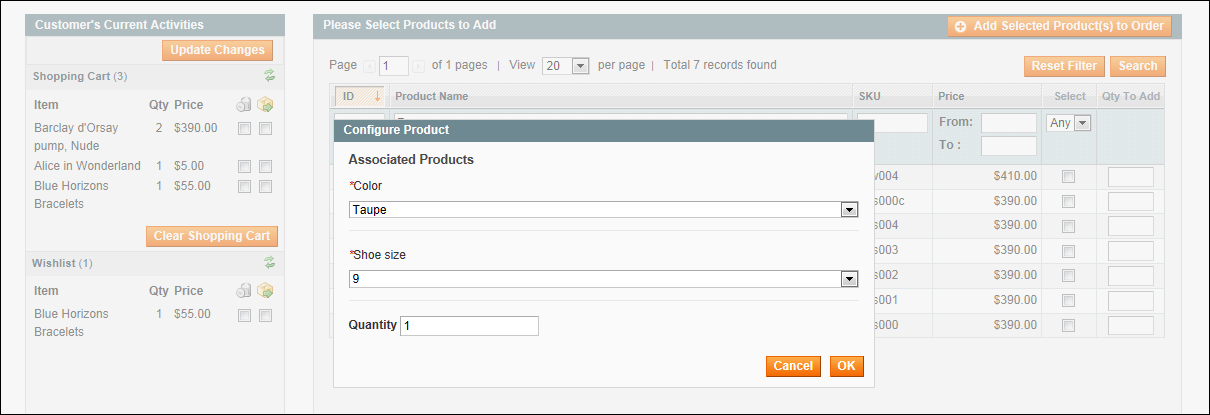 Customer's Current Activities
Update Changes
Shopping Cart (3)
Item Qty Price
Barclay d'Orsay 2 $390.00
pump, Nude
Alice in Wonderland 1 $5.00
Blue Horizons 1 $55.00
Bracelets
Clear Shopping Cart
Wishlist (1)
Item Qty Price
Blue Horizons 1 $55.00
Bracelets
Please Select Products to Add
Add Selected Product(s) to Order
Page 1 of 1 pages | View 20 per page | Total 7 records found
Reset Filter Search
ID Product Name SKU Price Select Qty To Add
From: Any
To :
004 $410.00
s000c $390.00
s004 $390.00
s003 $390.00
s002 $390.00
s001 $390.00
s000 $390.00
Configure Product
Associated Products
*Color
Taupe
*Shoe size
9
Quantity 1
Cancel OK